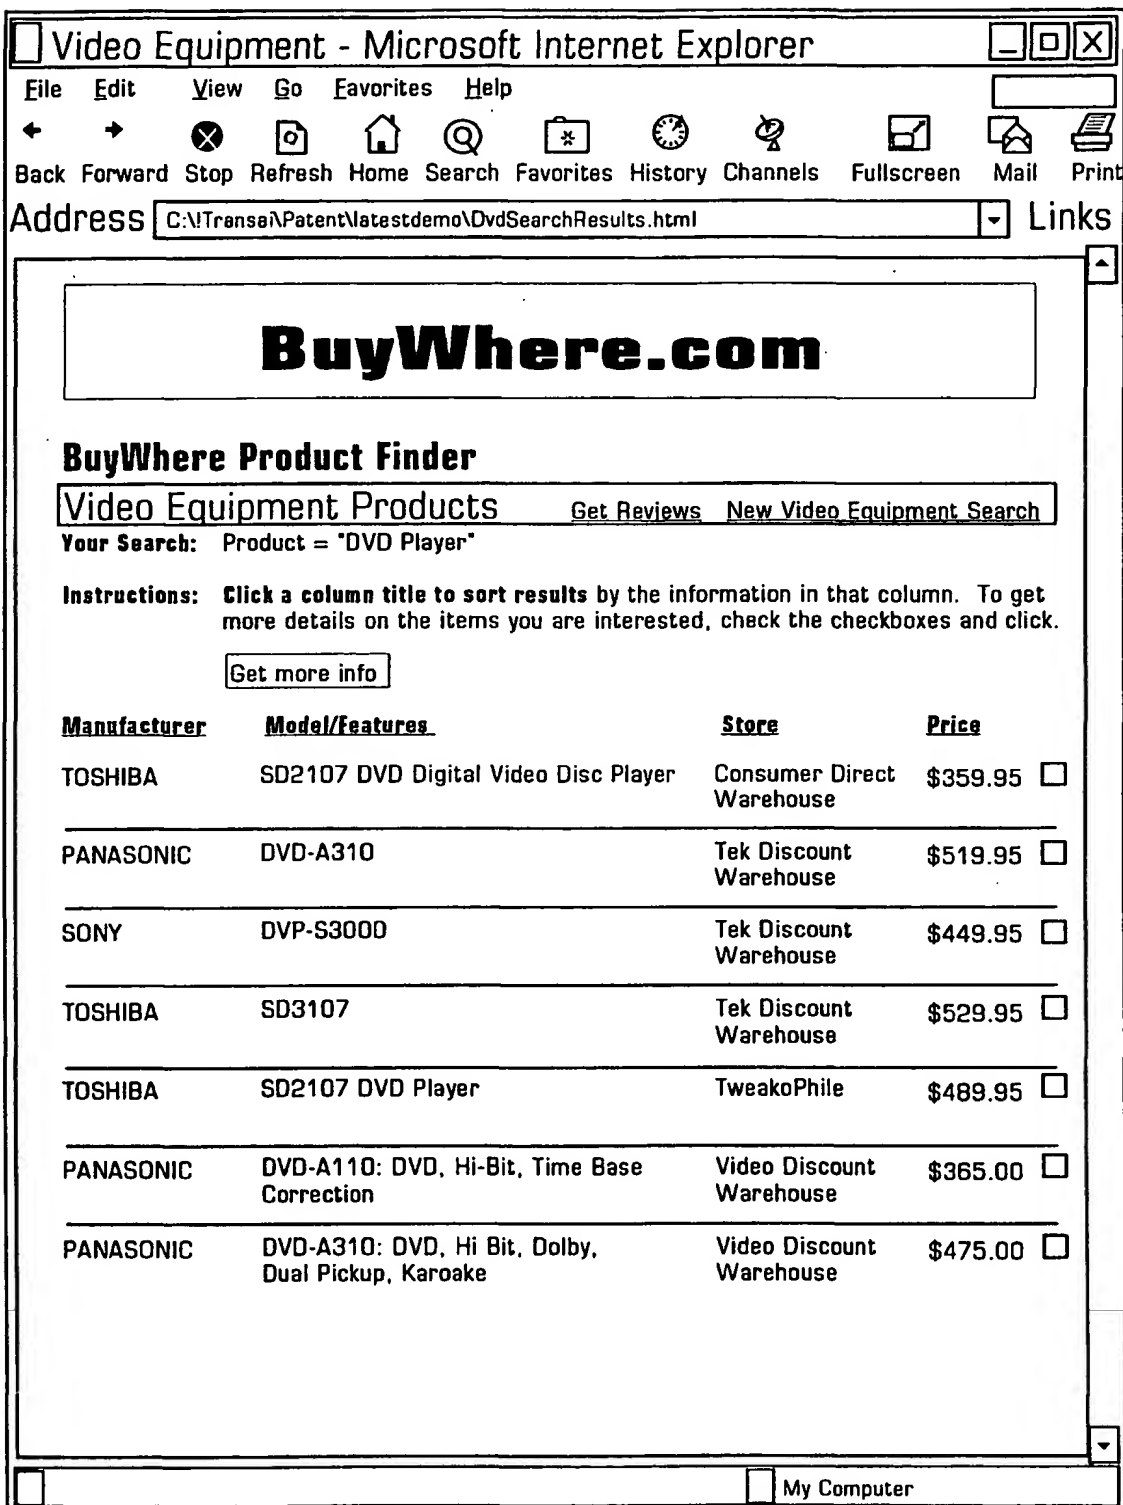 Video Equipment - Microsoft Internet Explorer
File Edit View Go Favorites Help
Back Forward Stop Refresh Home Search Favorites History Channels Fullscreen Mail Print
Address C:\!Transai\Patent\latestdemo\DvdSearchResults.html Links
BuyWhere.com
BuyWhere Product Finder
Video Equipment Products Get Reviews New Video Equipment Search
Your Search: Product = "DVD Player"
Instructions: Click a column title to sort results by the information in that column. To get
more details on the items you are interested, check the checkboxes and click.
Get more info
Manufacturer Model/Features Store Price
TOSHIBA SD2107 DVD Digital Video Disc Player Consumer Direct $359.95
Warehouse
PANASONIC DVD-A310 Tek Discount $519.95
Warehouse
SONY DVP-S3000 Tek Discount $449.95
Warehouse
TOSHIBA SD3107 Tek Discount $529.95
Warehouse
TOSHIBA SD2107 DVD Player TweakoPhile $489.95
PANASONIC DVD-A110: DVD, Hi-Bit, Time Base Video Discount $365.00
Correction Warehouse
PANASONIC DVD-A310: DVD, Hi Bit, Dolby, Video Discount $475.00
Dual Pickup, Karoake Warehouse
My Computer